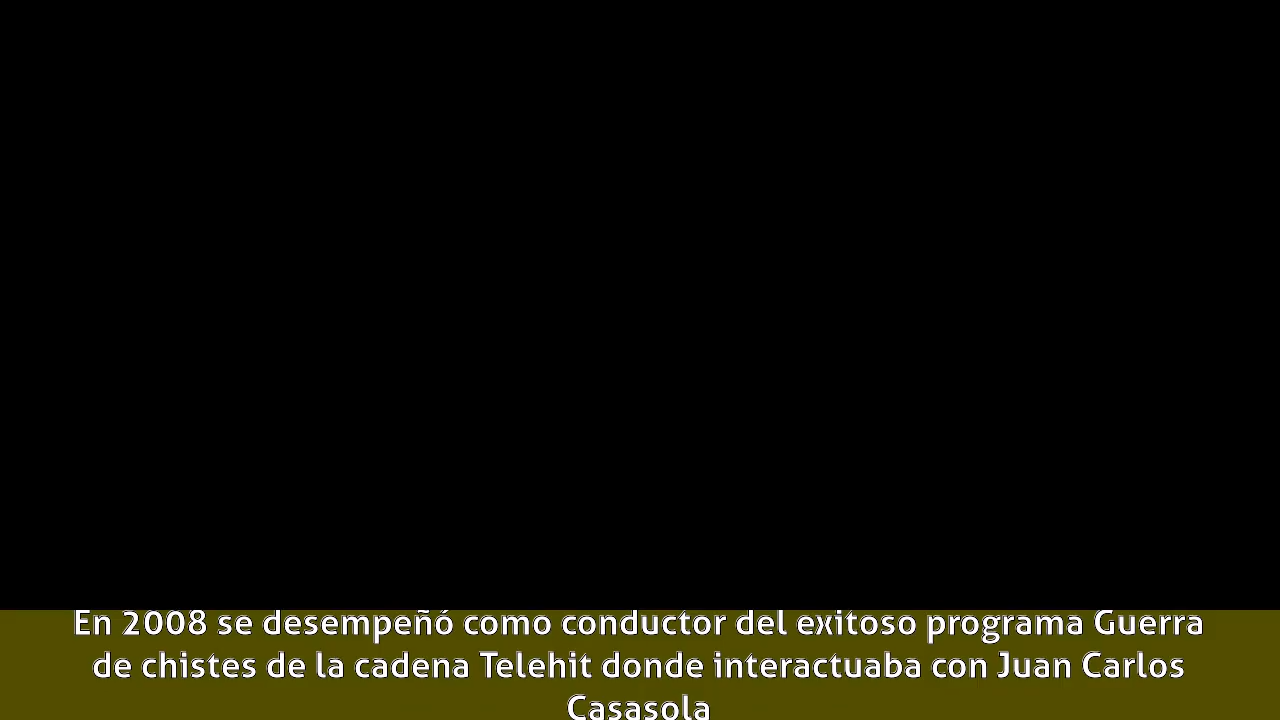 En 2008 se desempeñó como conductor del exitoso programa Guerra
de chistes de la cadena Telehit donde interactuaba con Juan Carlos
Casasola